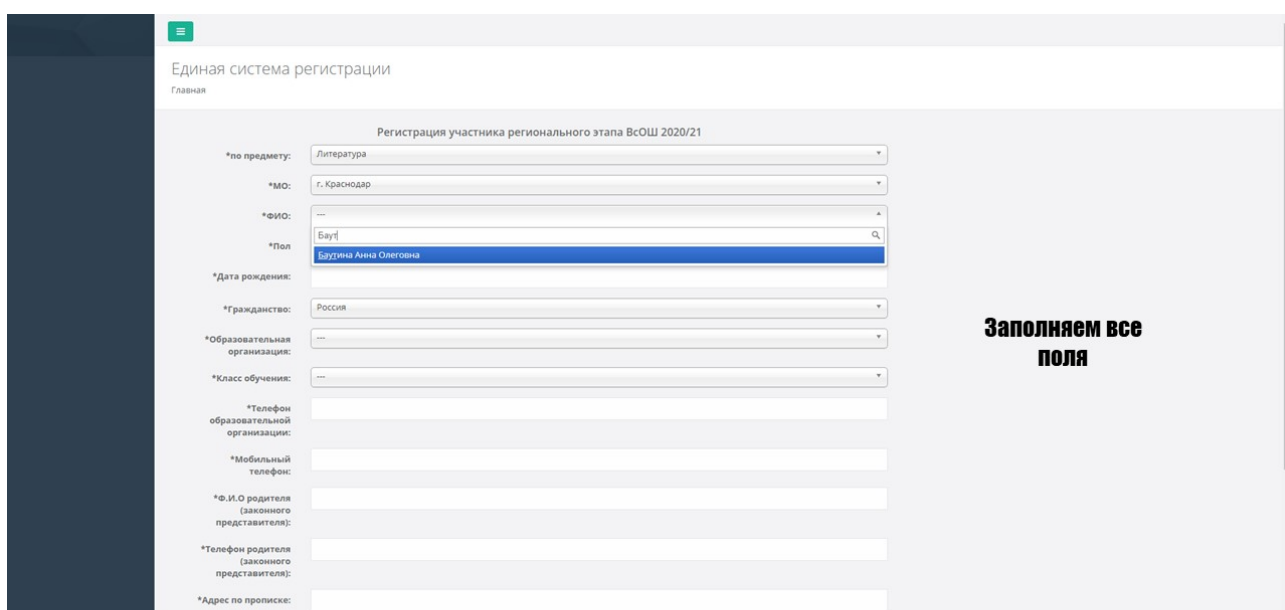 Единая система регистрации
Главная
Регистрация участника регионального этапа ВсОШ 2020/21
*по предмету:
Литература
*МО:
г. Краснодар
*ФИО:
---
Баут
Баутина Анна Олеговна
*Пол
*Дата рождения:
*Гражданство:
Россия
*Образовательная
организация:
---
*Класс обучения:
---
*Телефон
образовательной
организации:
*Мобильный
телефон:
*Ф.И.О родителя
(законного
представителя):
*Телефон родителя
(законного
представителя):
*Адрес по прописке:
Заполняем все
поля